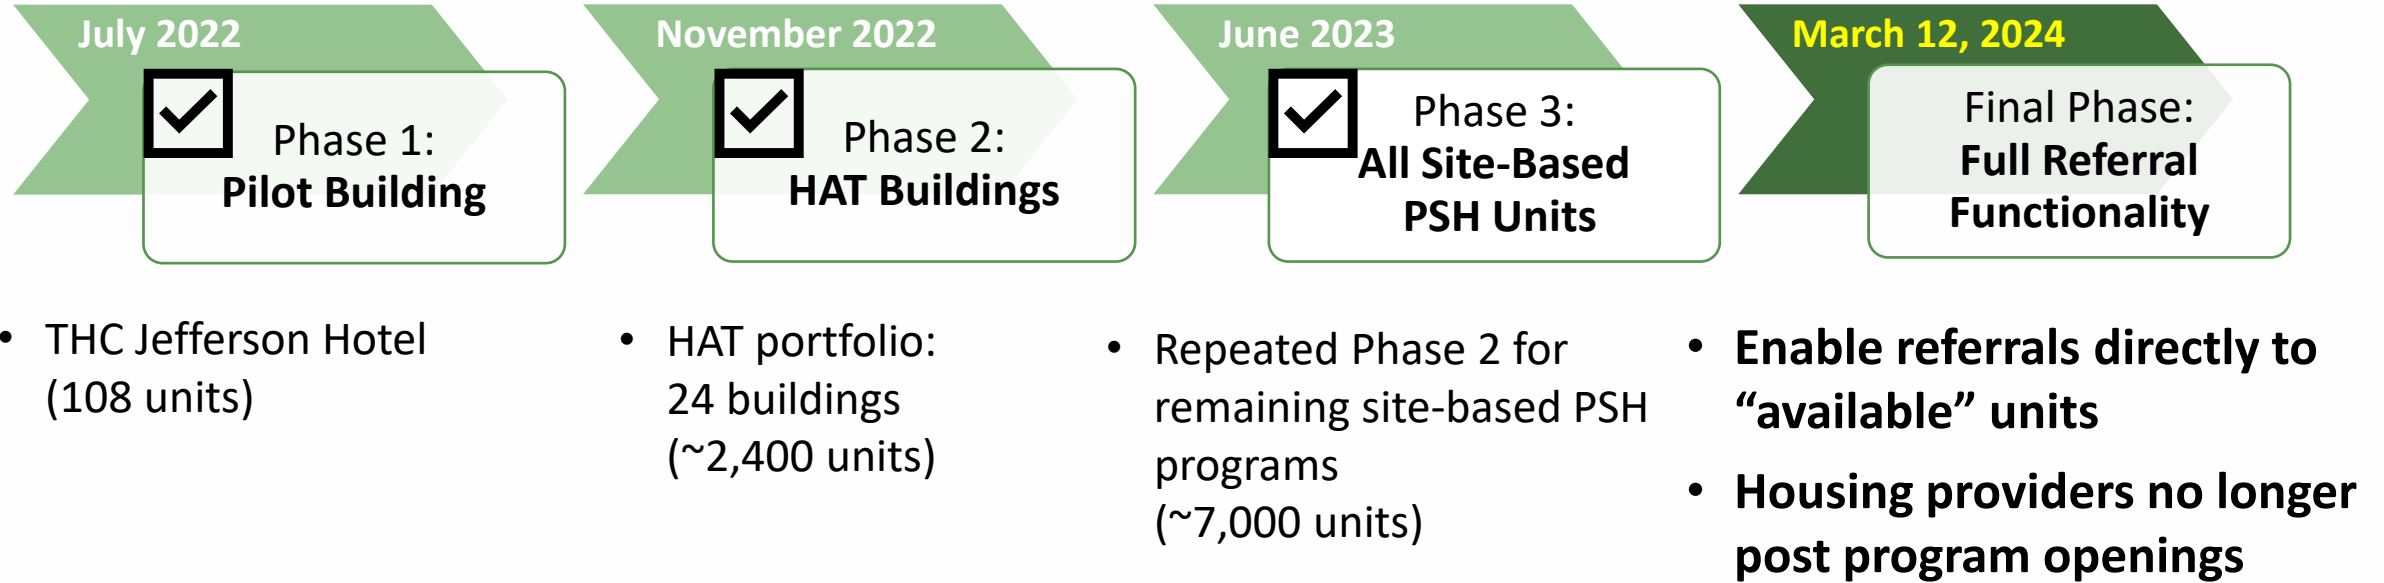 July 2022
Phase 1:
Pilot Building
• THC Jefferson Hotel
(108 units)
November 2022
Phase 2:
HAT Buildings
• HAT portfolio:
24 buildings
(~2,400 units)
June 2023
Phase 3:
All Site-Based
PSH Units
• Repeated Phase 2 for
remaining site-based PSH
programs
(~7,000 units)
March 12, 2024
Final Phase:
Full Referral
Functionality
• Enable referrals directly to
“available” units
• Housing providers no longer
post program openings